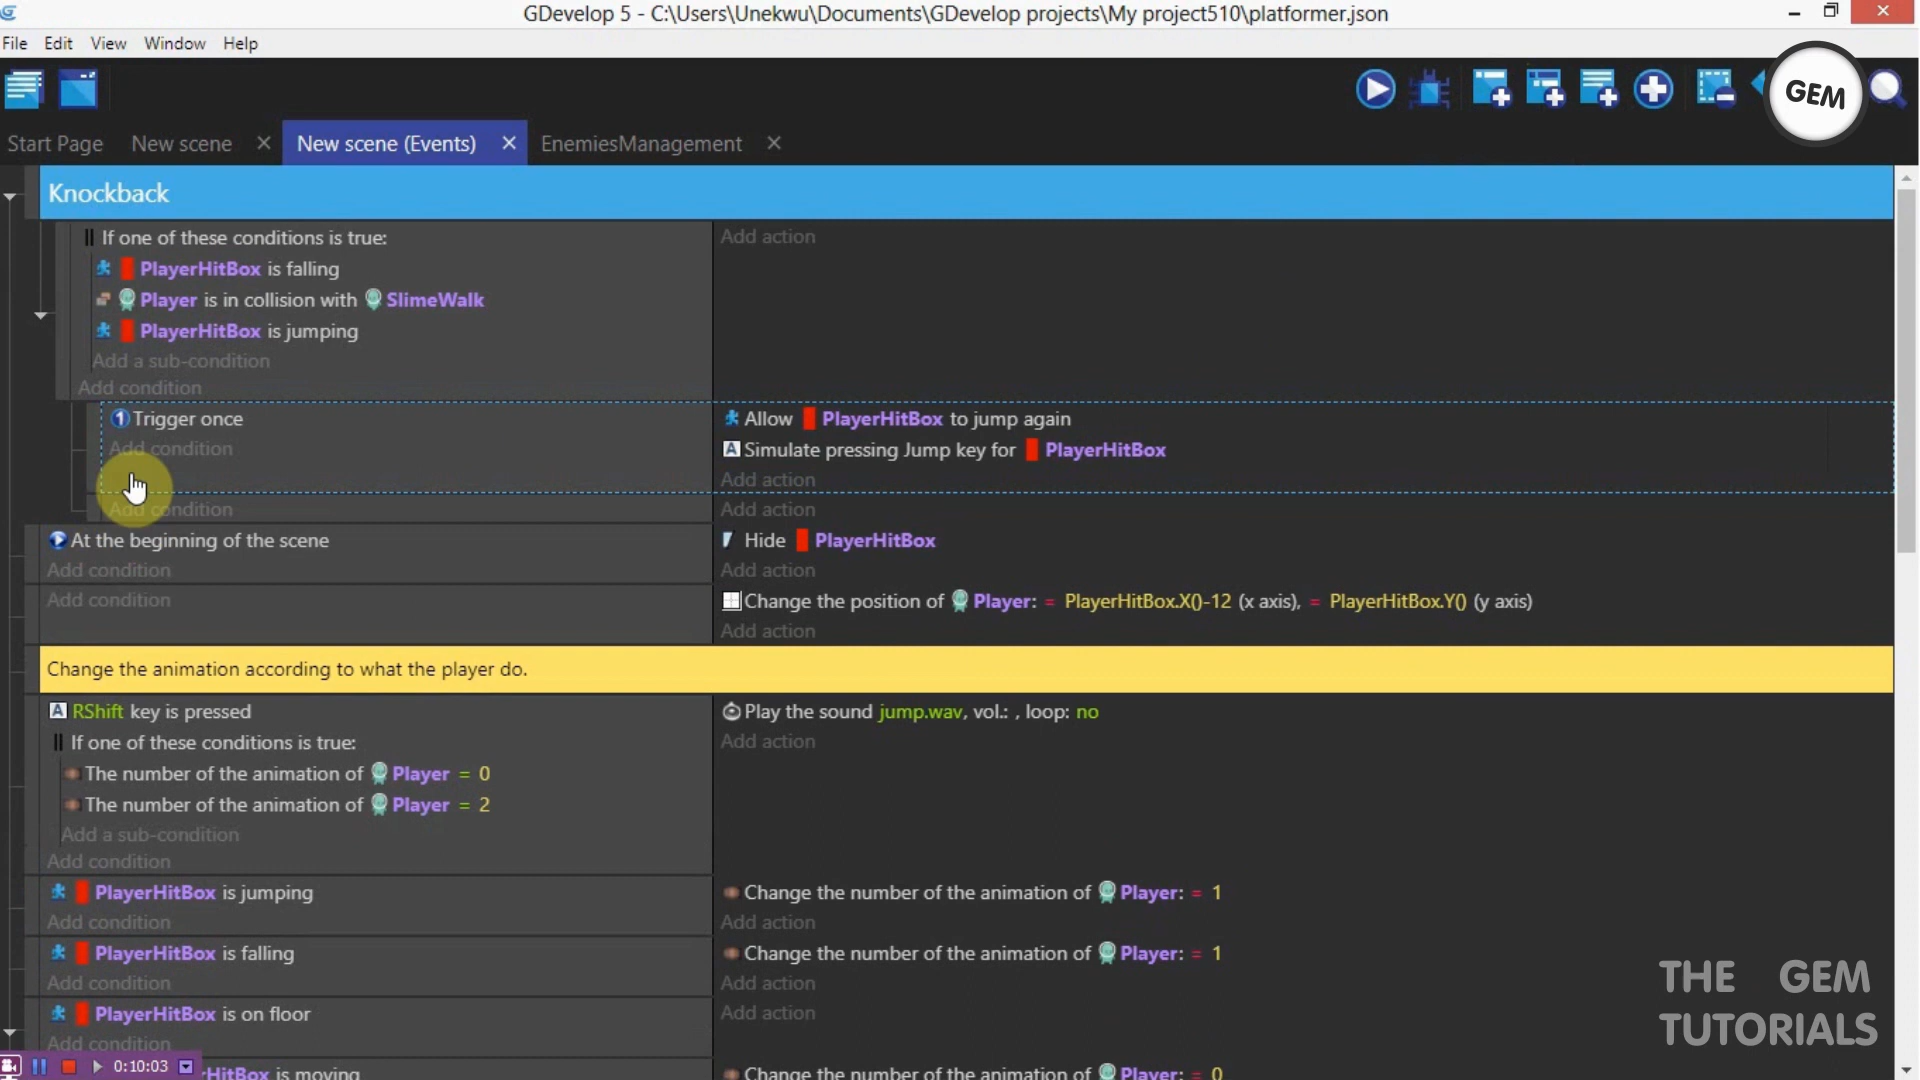 GDevelop 5 - C:\Users\Unekwu\Documents\GDevelop projects\My project510\platformer.json
File Edit View Window Help
GEM
Start Page New scene New scene (Events) EnemiesManagement
Knockback
If one of these conditions is true:
Add action
PlayerHitBox is falling
Player is in collision with SlimeWalk
PlayerHitBox is jumping
Add a sub-condition
Add condition
Trigger once
Allow PlayerHitBox to jump again
Add condition
Simulate pressing Jump key for PlayerHitBox
Add action
Add condition
Add action
At the beginning of the scene
Hide PlayerHitBox
Add condition
Add action
Add condition
Change the position of Player: = PlayerHitBox.X()-12 (x axis), = PlayerHitBox.Y() (y axis)
Add action
Change the animation according to what the player do.
RShift key is pressed
Play the sound jump.wav, vol.: , loop: no
If one of these conditions is true:
Add action
The number of the animation of Player = 0
The number of the animation of Player = 2
Add a sub-condition
Add condition
PlayerHitBox is jumping
Change the number of the animation of Player: = 1
Add condition
Add action
PlayerHitBox is falling
Change the number of the animation of Player: = 1
Add condition
Add action
PlayerHitBox is on floor
Add action
Add condition
0:10:03
HitBox is moving
Change the number of the animation of Player: = 0
THE GEM
TUTORIALS